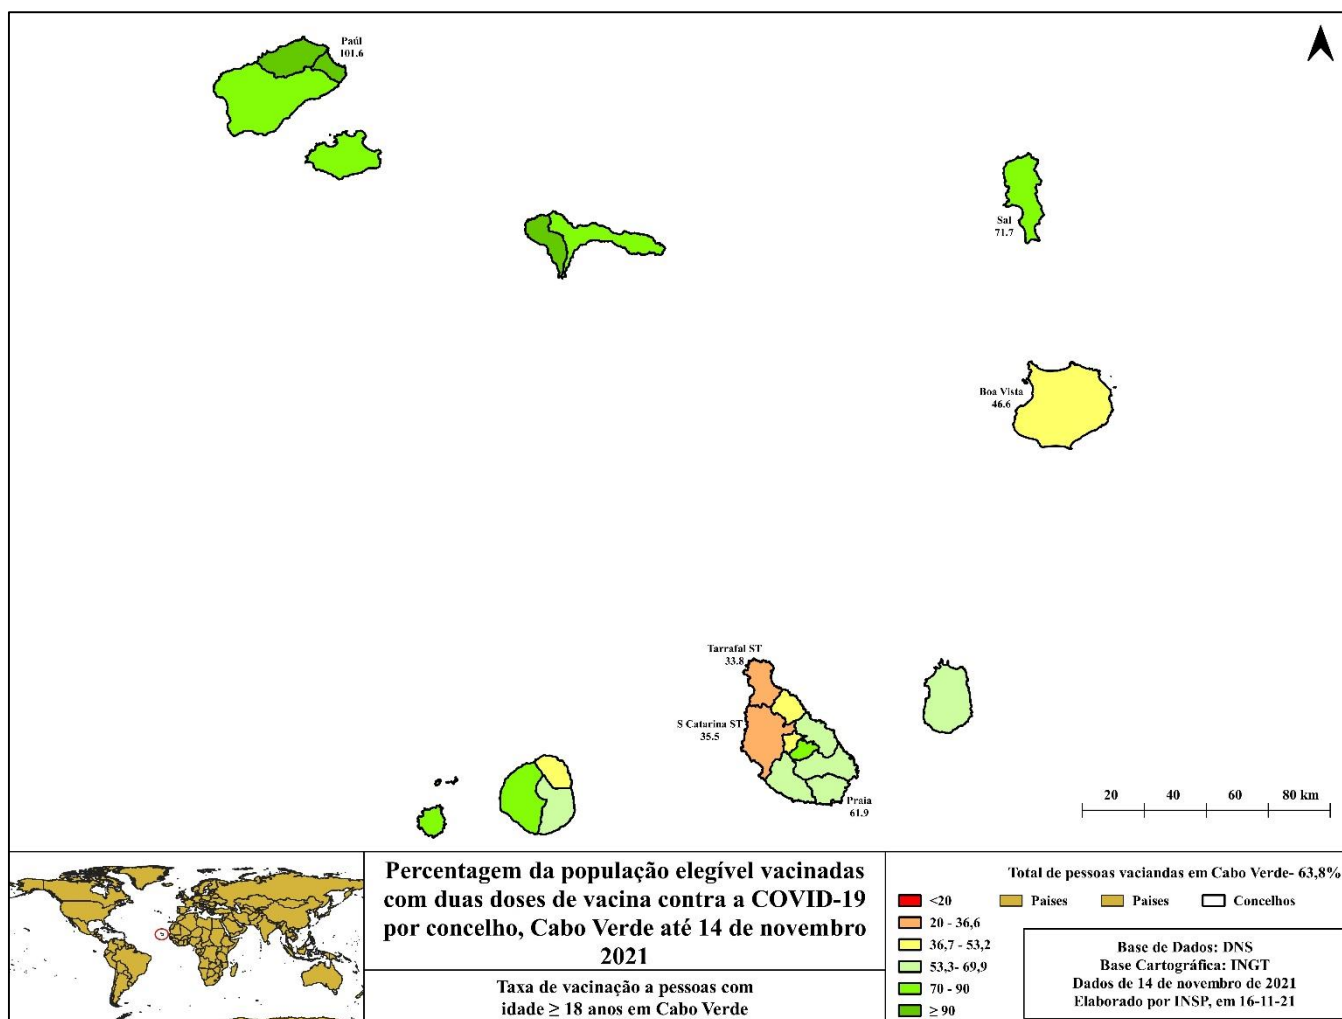 Paúl
101.6
Sal
71.7
Boa Vista
46.6
Tarrafal ST
33.8
S Catarina ST
35.5
Praia
61.9
20 40 60 80 km
Percentagem da população elegível vacinadas
com duas doses de vacina contra a COVID-19
por concelho, Cabo Verde até 14 de novembro
2021
Taxa de vacinação a pessoas com
idade ≥ 18 anos em Cabo Verde
Total de pessoas vaciandas em Cabo Verde- 63,8%
<20
20 - 36,6
36,7 - 53,2
53,3- 69,9
70 - 90
≥ 90
Paises
Paises
Concelhos
Base de Dados: DNS
Base Cartográfica: INGT
Dados de 14 de novembro de 2021
Elaborado por INSP, em 16-11-21